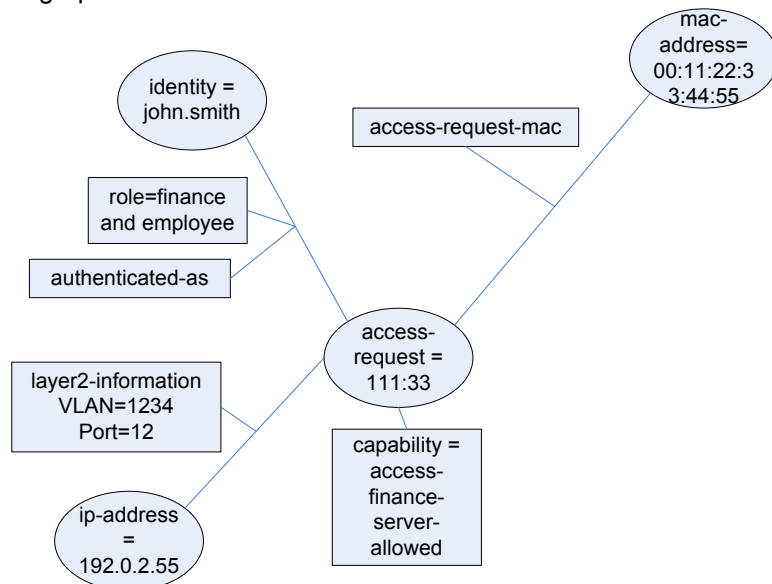 mac-
address=
00:11:22:3
3:44:55
identity =
john.smith
access-request-mac
role=finance
and employee
authenticated-as
access-
request =
111:33
layer2-information
VLAN=1234
Port=12
capability =
access-
finance-
server-
allowed
ip-address
=
192.0.2.55